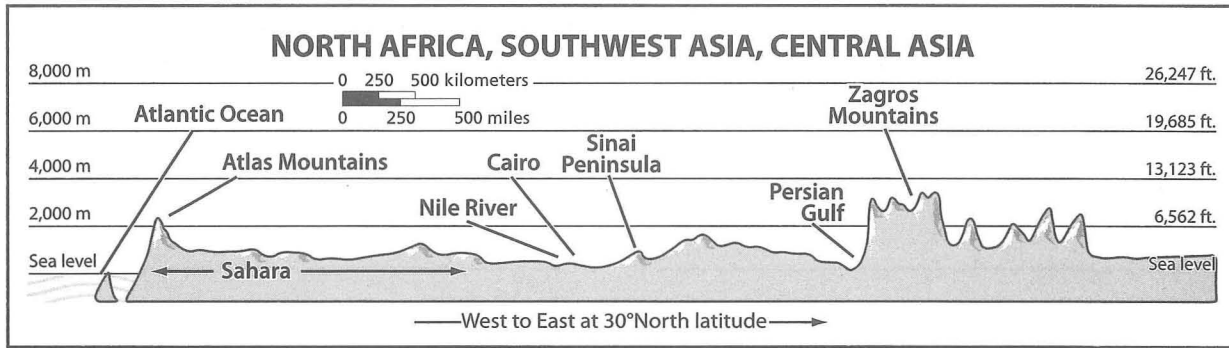 NORTH AFRICA, SOUTHWEST ASIA, CENTRAL ASIA
8,000 m
0 250 500 kilometers
26,247 ft.
0 250 500 miles
Atlantic Ocean
Zagros
Mountains
6,000 m
19,685 ft.
Sinai
Peninsula
Atlas Mountains
Cairo
4,000 m
13,123 ft.
Persian
Gulf
Nile River
2,000 m
6,562 ft.
Sea level
Sahara
Sea level
West to East at 30°North latitude